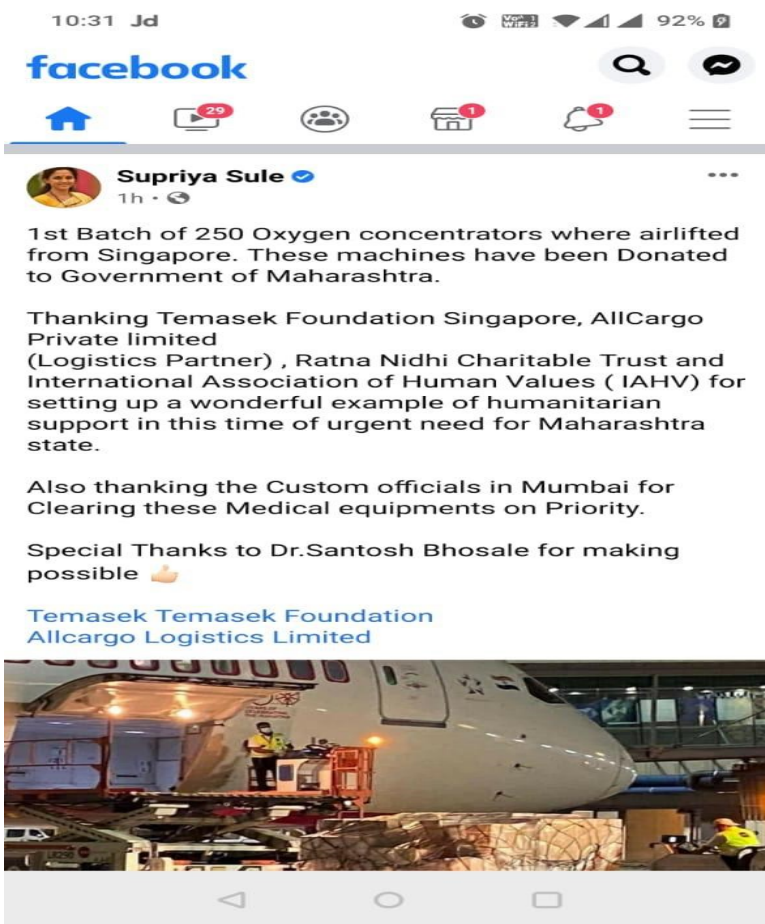 10:31 Jd
Vo 1
WiFi 2
92%
facebook
29
1
1
Supriya Sule
1h ·
1st Batch of 250 Oxygen concentrators where airlifted
from Singapore. These machines have been Donated
to Government of Maharashtra.
Thanking Temasek Foundation Singapore, AllCargo
Private limited
(Logistics Partner) , Ratna Nidhi Charitable Trust and
International Association of Human Values ( IAHV) for
setting up a wonderful example of humanitarian
support in this time of urgent need for Maharashtra
state.
Also thanking the Custom officials in Mumbai for
Clearing these Medical equipments on Priority.
Special Thanks to Dr.Santosh Bhosale for making
possible 👍🏻
Temasek Temasek Foundation
Allcargo Logistics Limited